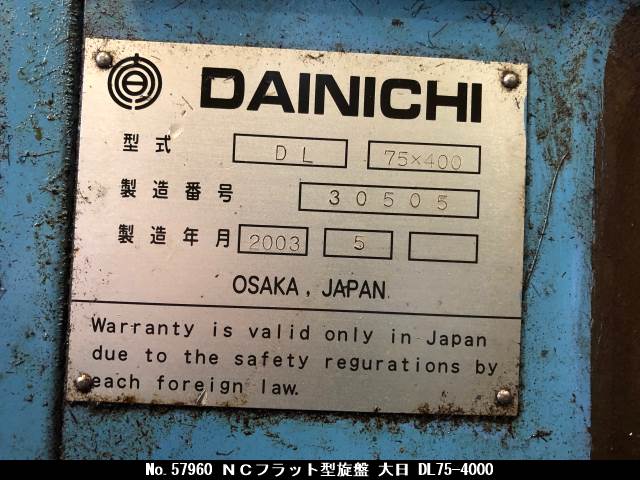 DAINICHI
型式 DL 75×400
製造番号 30505
製造年月 2003 5
OSAKA, JAPAN
Warranty is valid only in Japan
due to the safety regurations by
each foreign law.
No.57960 NCフラット型旋盤 大日 DL75-4000